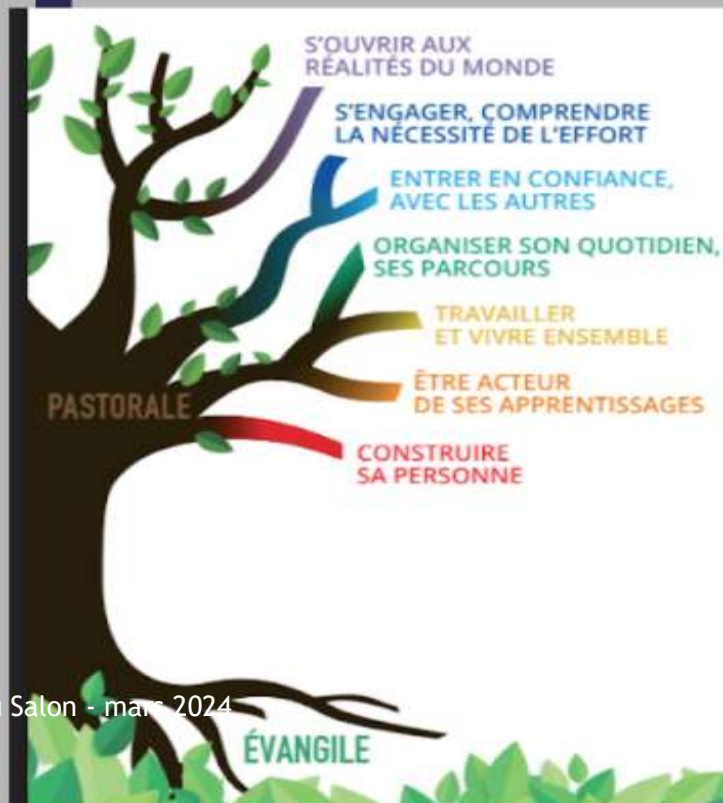 S'OUVRIR AUX
RÉALITÉS DU MONDE
S'ENGAGER, COMPRENDRE
LA NÉCESSITÉ DE L'EFFORT
ENTRER EN CONFIANCE,
AVEC LES AUTRES
ORGANISER SON QUOTIDIEN,
SES PARCOURS
TRAVAILLER
ET VIVRE ENSEMBLE
PASTORALE
ÊTRE ACTEUR
DE SES APPRENTISSAGES
CONSTRUIRE
SA PERSONNE
Salon - mars 2024
ÉVANGILE